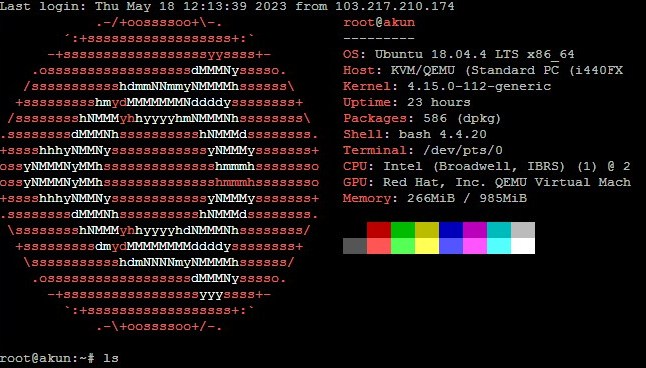 Last login: Thu May 18 12:13:39 2023 from 103.217.210.174
.-/+oossssoo+\-.
´:+ssssssssssssssssss+:`
-+ssssssssssssssssssyyssss+-
.ossssssssssssssssssdMMMNysssso.
/ssssssssssshdmmNNmmyNMMMMhssssss\
+ssssssssshmydMMMMMMMNddddyssssssss+
/sssssssshNMMMyhhyyyyhmNMMMNhssssssss\
.ssssssssdMMMNhsssssssssshNMMMdssssssss.
+sssshhhyNMMNyssssssssssssyNMMMysssssss+
ossyNMMMNyMMhsssssssssssssshmmmhssssssso
ossyNMMMNyMMhsssssssssssssshmmmhssssssso
+sssshhhyNMMNyssssssssssssyNMMMysssssss+
.ssssssssdMMMNhsssssssssshNMMMdssssssss.
\sssssssshNMMMyhhyyyyhdNMMMNhssssssss/
+sssssssssdmydMMMMMMMMddddyssssssss+
\ssssssssssshdmNNNNmyNMMMMhssssss/
.ossssssssssssssssssdMMMNysssso.
-+sssssssssssssssssyyyssss+-
`:+ssssssssssssssssss+:`
.-\+oossssoo+/-.
root@akun
---------
OS: Ubuntu 18.04.4 LTS x86_64
Host: KVM/QEMU (Standard PC (i440FX
Kernel: 4.15.0-112-generic
Uptime: 23 hours
Packages: 586 (dpkg)
Shell: bash 4.4.20
Terminal: /dev/pts/0
CPU: Intel (Broadwell, IBRS) (1) @ 2
GPU: Red Hat, Inc. QEMU Virtual Mach
Memory: 266MiB / 985MiB
root@akun:~# ls